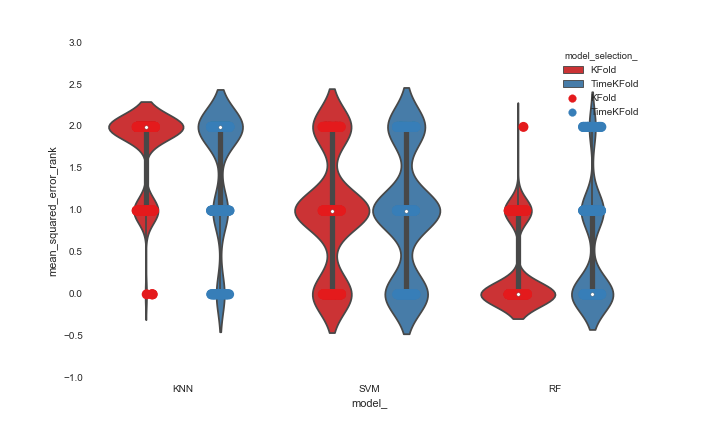 3.0
2.5
2.0
1.5
1.0
0.5
0.0
−0.5
−1.0
mean_squared_error_rank
model_selection_
KFold
TimeKFold
KFold
TimeKFold
KNN
SVM
RF
model_